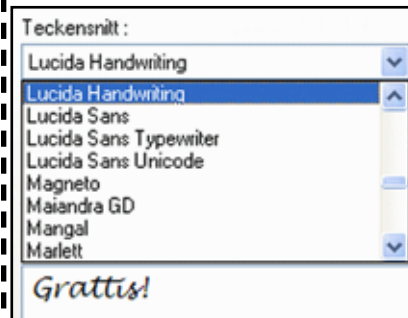 Teckensnitt :
Lucida Handwriting
Lucida Handwriting
Lucida Sans
Lucida Sans Typewriter
Lucida Sans Unicode
Magneto
Maiandra GD
Mangal
Marlett
Grattis!